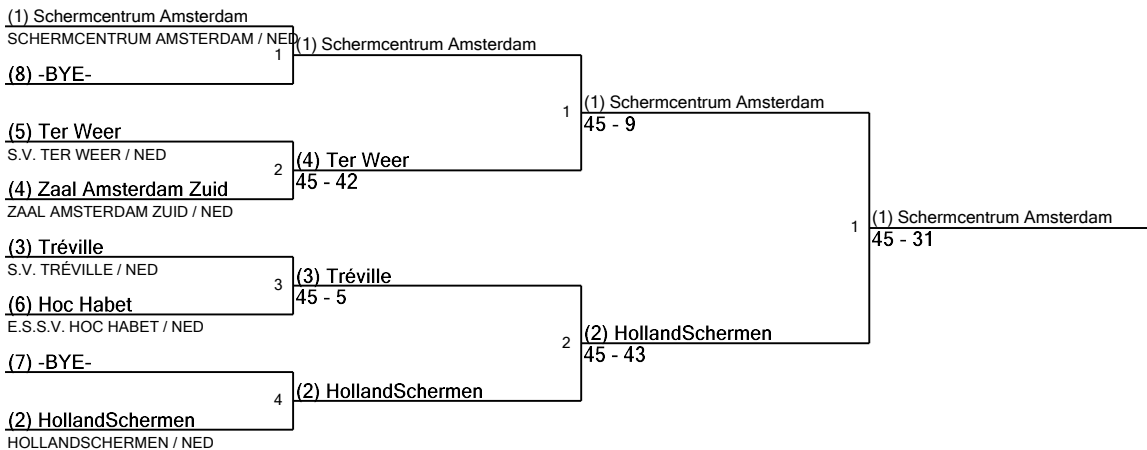 (1) Schermcentrum Amsterdam
SCHERMCENTRUM AMSTERDAM / NED
1
(8) -BYE-
(1) Schermcentrum Amsterdam
(5) Ter Weer
S.V. TER WEER / NED
2
(4) Zaal Amsterdam Zuid
ZAAL AMSTERDAM ZUID / NED
(4) Ter Weer
45 - 42
1
(1) Schermcentrum Amsterdam
45 - 9
(3) Tréville
S.V. TRÉVILLE / NED
3
(6) Hoc Habet
E.S.S.V. HOC HABET / NED
(3) Tréville
45 - 5
(7) -BYE-
4
(2) HollandSchermen
HOLLANDSCHERMEN / NED
(2) HollandSchermen
2
(2) HollandSchermen
45 - 43
1
(1) Schermcentrum Amsterdam
45 - 31